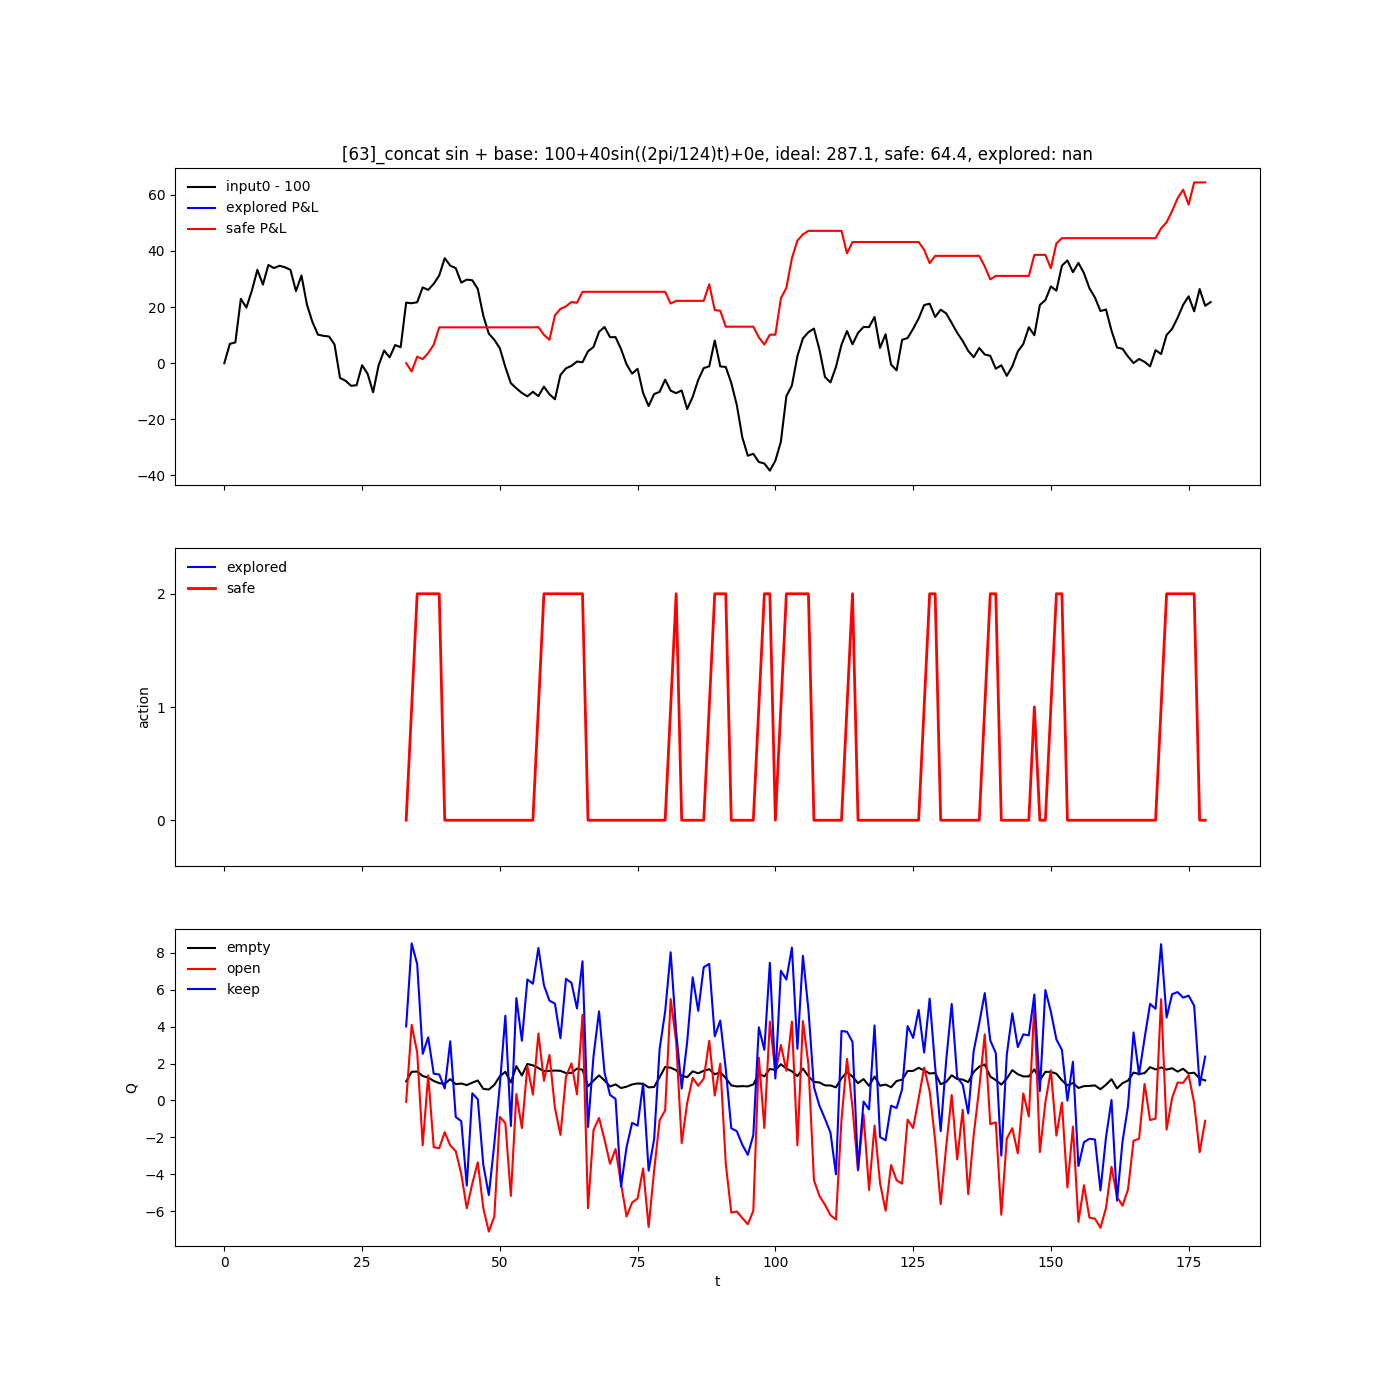 [63]_concat sin + base: 100+40sin((2pi/124)t)+0e, ideal: 287.1, safe: 64.4, explored: nan
input0 - 100
explored P&L
safe P&L
60
40
20
0
−20
−40
explored
safe
2
1
0
action
empty
open
keep
8
6
4
2
0
−2
−4
−6
Q
0 25 50 75 100 125 150 175
t